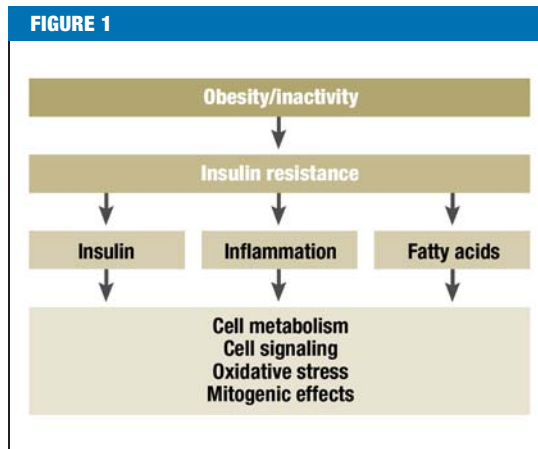 FIGURE 1
Obesity/inactivity
Insulin resistance
Insulin
Inflammation
Fatty acids
Cell metabolism
Cell signaling
Oxidative stress
Mitogenic effects